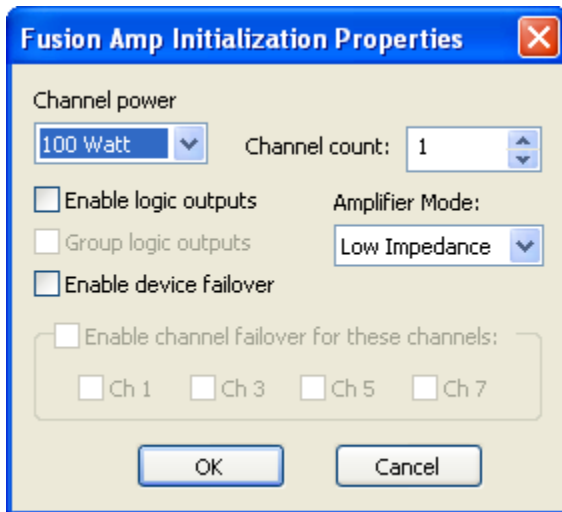 Fusion Amp Initialization Properties
Channel power
100 Watt
Channel count: 1
Enable logic outputs
Amplifier Mode:
Group logic outputs
Low Impedance
Enable device failover
Enable channel failover for these channels:
Ch 1 Ch 3 Ch 5 Ch 7
OK Cancel